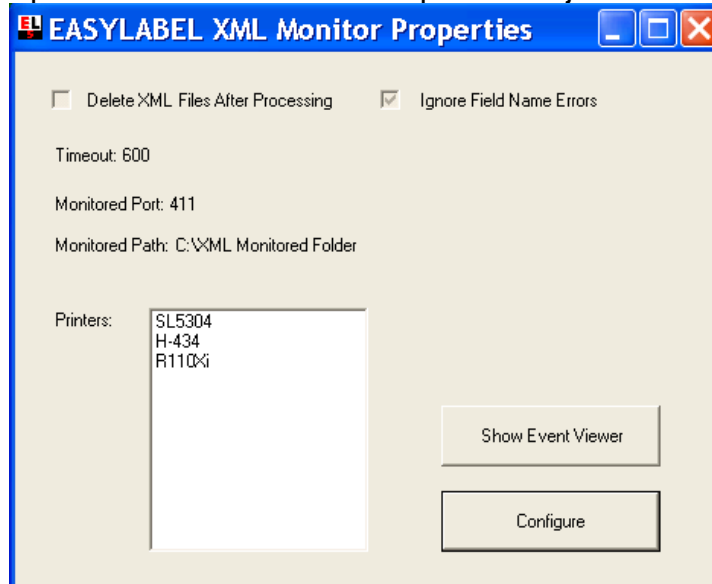 EASYLABEL XML Monitor Properties
Delete XML Files After Processing
Ignore Field Name Errors
Timeout: 600
Monitored Port: 411
Monitored Path: C:\XML Monitored Folder
Printers:
SL5304
H-434
R110Xi
Show Event Viewer
Configure